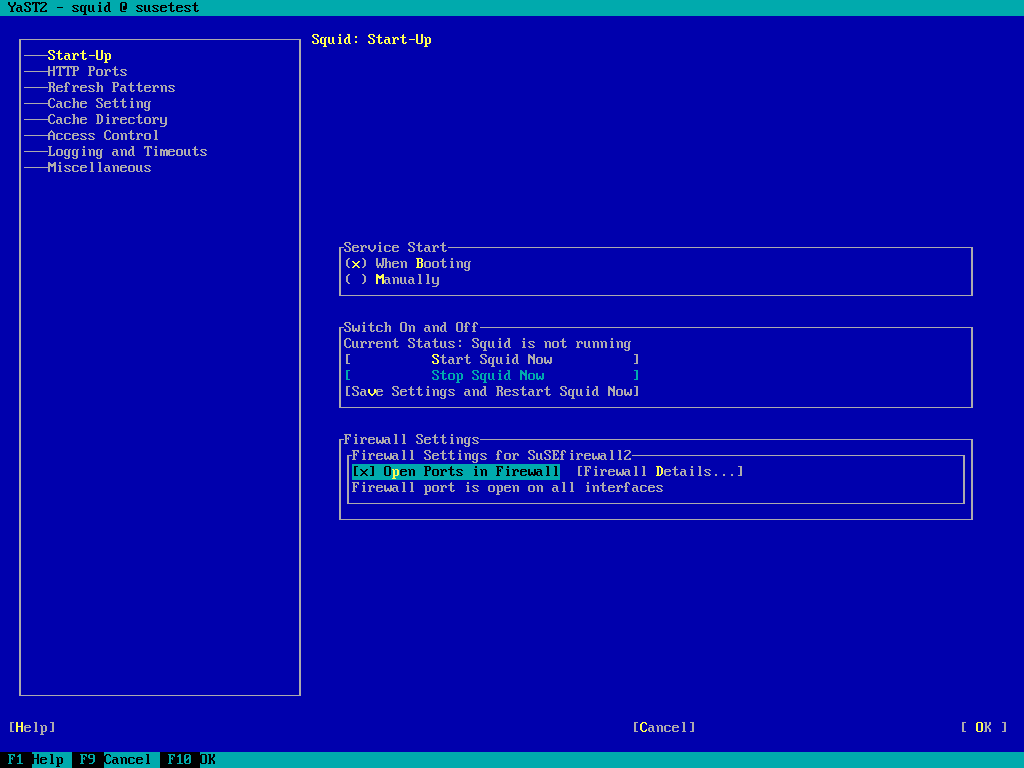 YaST2 - squid @ susetest
Squid: Start-Up
Start-Up
HTTP Ports
Refresh Patterns
Cache Setting
Cache Directory
Access Control
Logging and Timeouts
Miscellaneous
Service Start
(x) When Booting
( ) Manually
Switch On and Off
Current Status: Squid is not running
[          Start Squid Now          ]
[          Stop Squid Now           ]
[Save Settings and Restart Squid Now]
Firewall Settings
Firewall Settings for SuSEfirewall2
[x] Open Ports in Firewall  [Firewall Details...]
Firewall port is open on all interfaces
[Help] [Cancel] [ OK ]
F1 Help F9 Cancel F10 OK